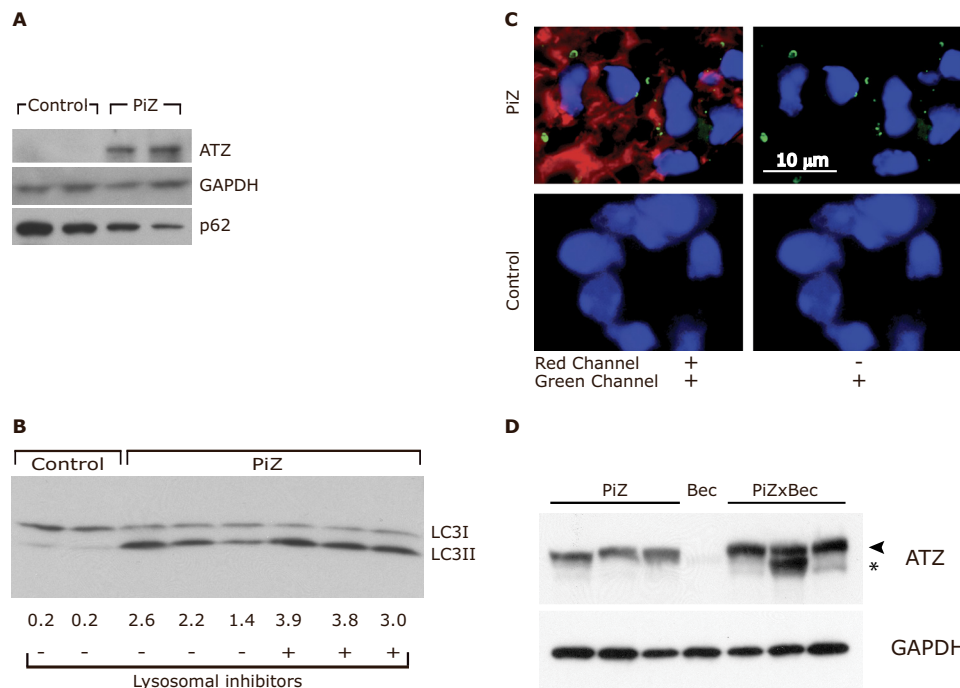 A
Control PiZ
ATZ
GAPDH
p62
B
Control PiZ
LC3I
LC3II
0.2 0.2 2.6 2.2 1.4 3.9 3.8 3.0
- - - - - + + +
Lysosomal inhibitors
C
PiZ
10 µm
Control
Red Channel + -
Green Channel + +
D
PiZ Bec PiZxBec
* ATZ
GAPDH